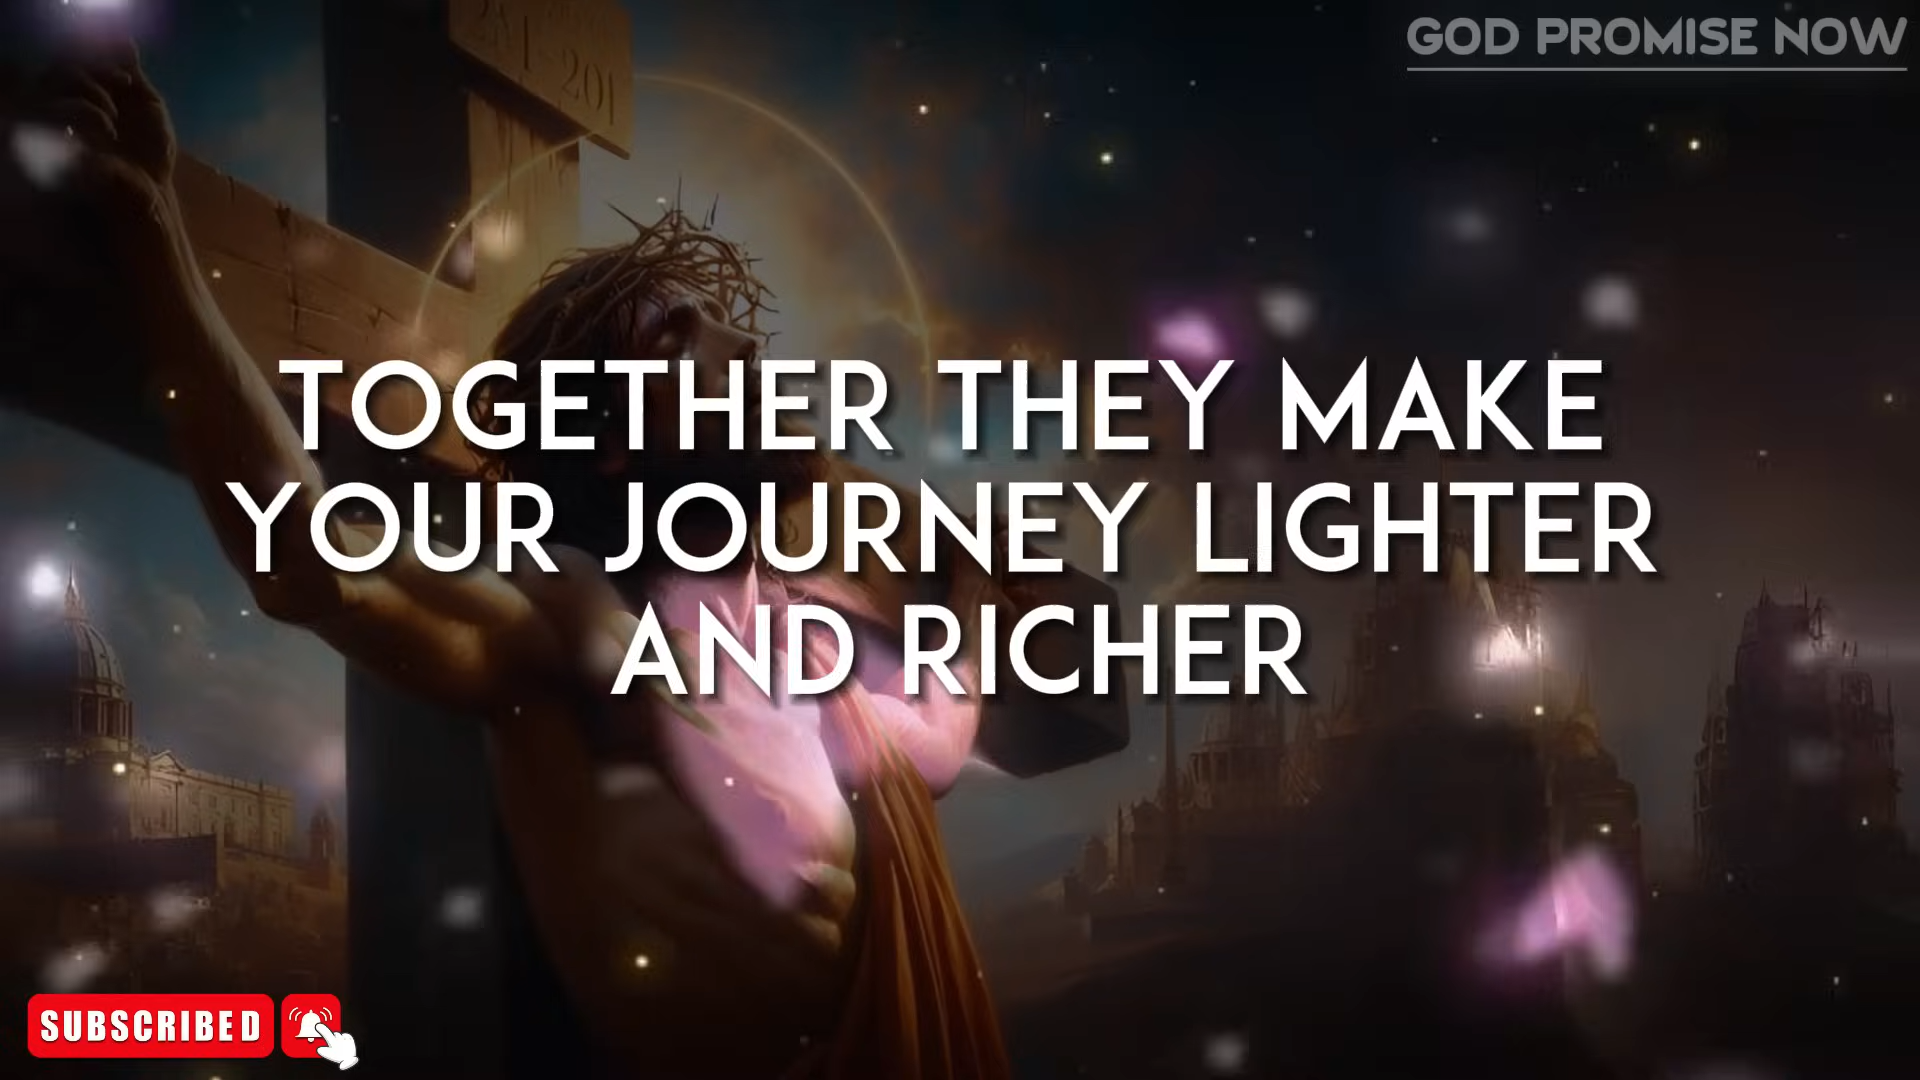 GOD PROMISE NOW
TOGETHER THEY MAKE
YOUR JOURNEY LIGHTER
AND RICHER
SUBSCRIBED